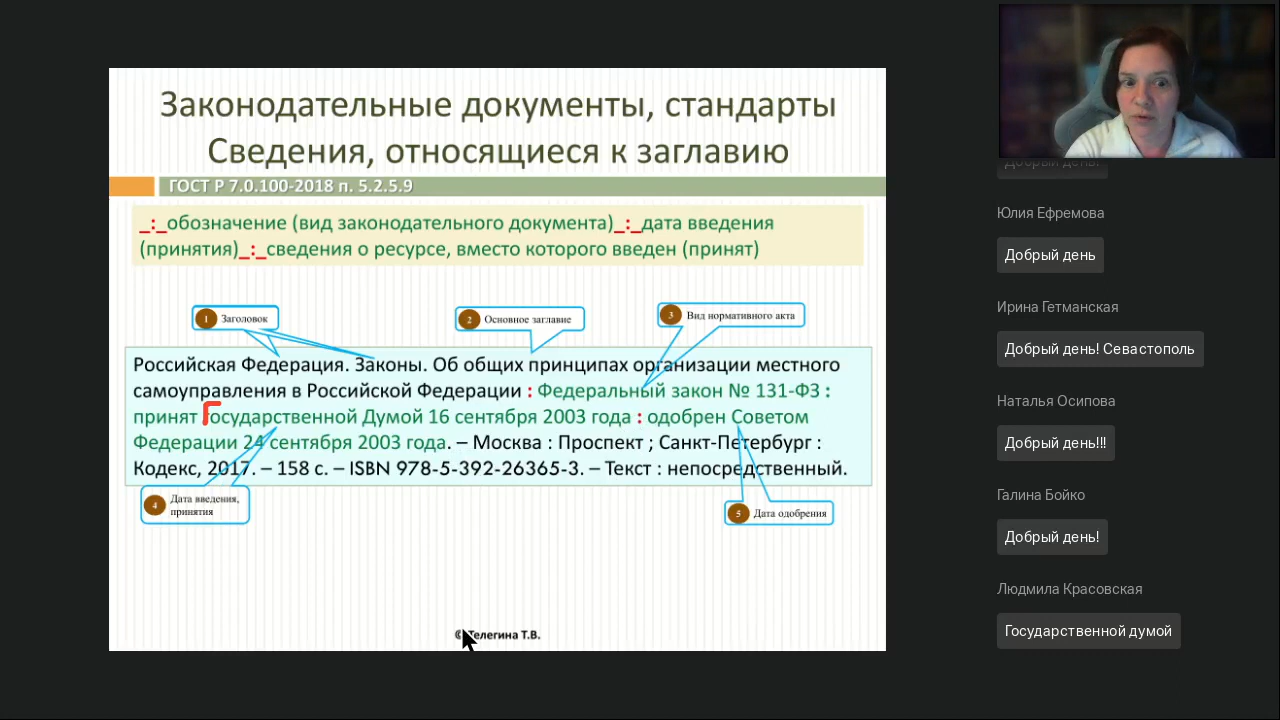 Законодательные документы, стандарты
Сведения, относящиеся к заглавию
ГОСТ Р 7.0.100-2018 п. 5.2.5.9
_:_обозначение (вид законодательного документа)_:_дата введения
(принятия)_:_сведения о ресурсе, вместо которого введен (принят)
1 Заголовок
2 Основное заглавие
3 Вид нормативного акта
Российская Федерация. Законы. Об общих принципах организации местного
самоуправления в Российской Федерации : Федеральный закон № 131-ФЗ :
принят Государственной Думой 16 сентября 2003 года : одобрен Советом
Федерации 24 сентября 2003 года. – Москва : Проспект ; Санкт-Петербург :
Кодекс, 2017. – 158 с. – ISBN 978-5-392-26365-3. – Текст : непосредственный.
4 Дата введения,
принятия
5 Дата одобрения
© Телегина Т.В.
Добрый день!
Юлия Ефремова
Добрый день
Ирина Гетманская
Добрый день! Севастополь
Наталья Осипова
Добрый день!!!
Галина Бойко
Добрый день!
Людмила Красовская
Государственной думой